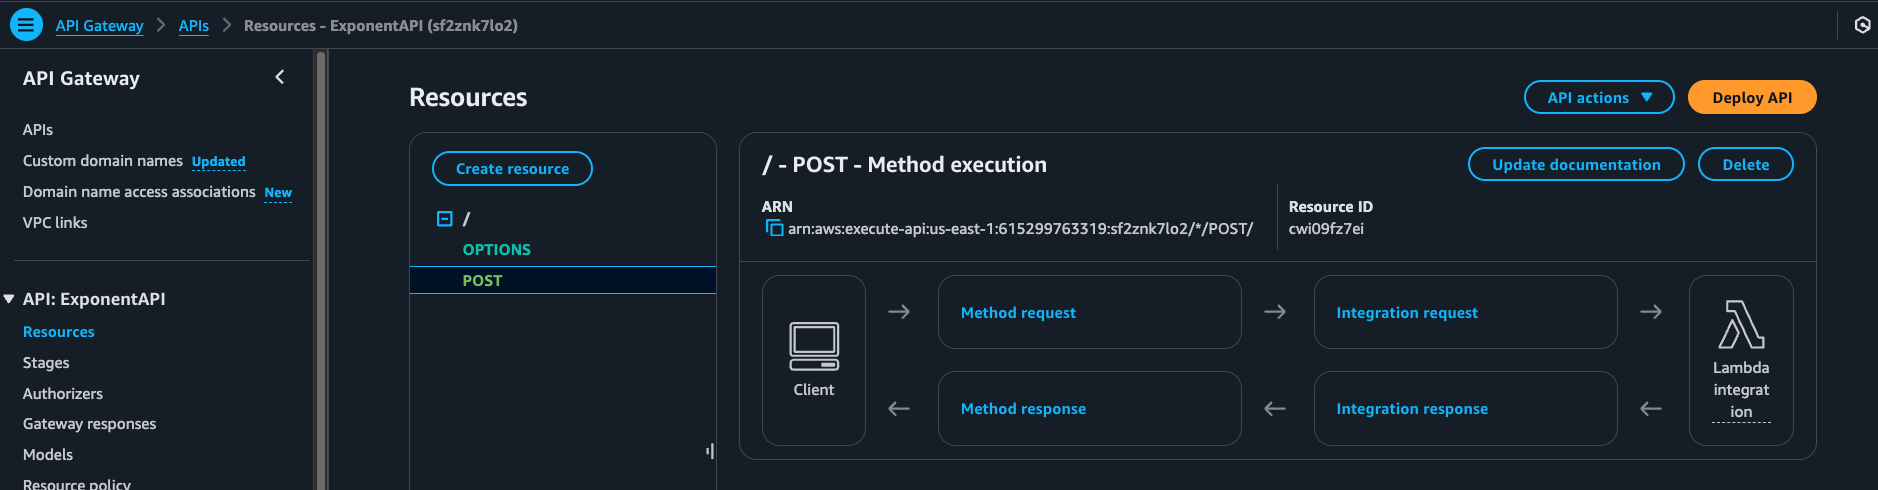 API Gateway > APIs > Resources - ExponentAPI (sf2znk7lo2)
API Gateway
APIs
Custom domain names Updated
Domain name access associations New
VPC links
API: ExponentAPI
Resources
Stages
Authorizers
Gateway responses
Models
Resource policy
Resources
API actions
Deploy API
Create resource
/
OPTIONS
POST
/ - POST - Method execution
Update documentation
Delete
ARN
arn:aws:execute-api:us-east-1:615299763319:sf2znk7lo2/*/POST/
Resource ID
cwi09fz7ei
Client
Method request
Integration request
Method response
Integration response
Lambda
integrat
ion